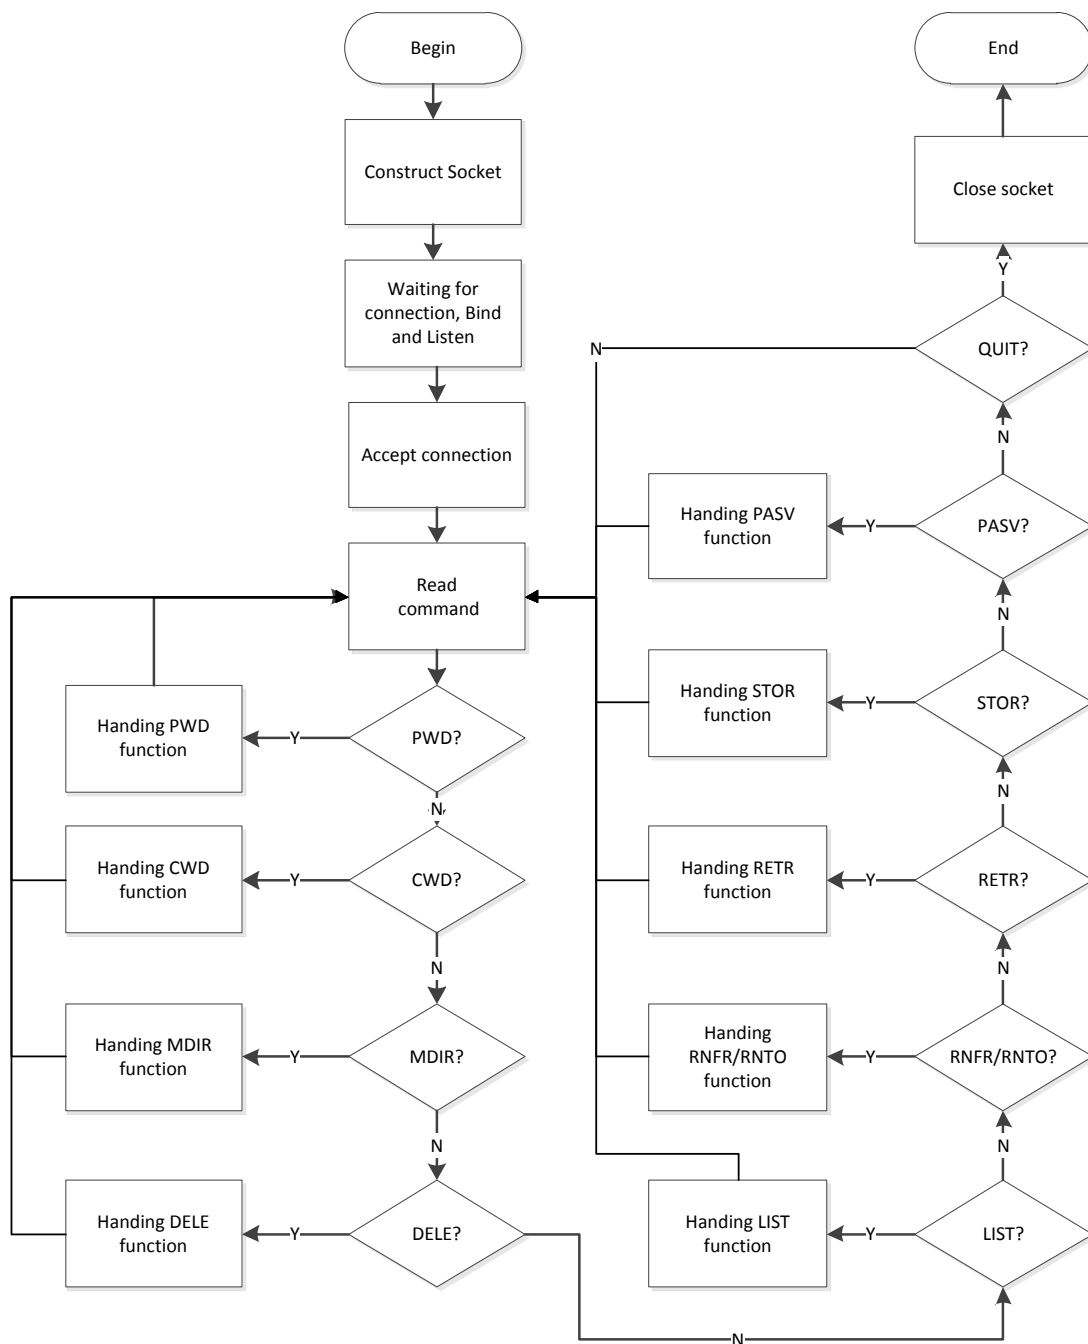 Begin
Construct Socket
Waiting for
connection, Bind
and Listen
Accept connection
Read
command
PWD?
Y
Handing PWD
function
N
CWD?
Y
Handing CWD
function
N
MDIR?
Y
Handing MDIR
function
N
DELE?
Y
Handing DELE
function
N
LIST?
Y
Handing LIST
function
N
RNFR/RNTO?
Y
Handing
RNFR/RNTO
function
N
RETR?
Y
Handing RETR
function
N
STOR?
Y
Handing STOR
function
N
PASV?
Y
Handing PASV
function
N
QUIT?
N
Y
Close socket
End